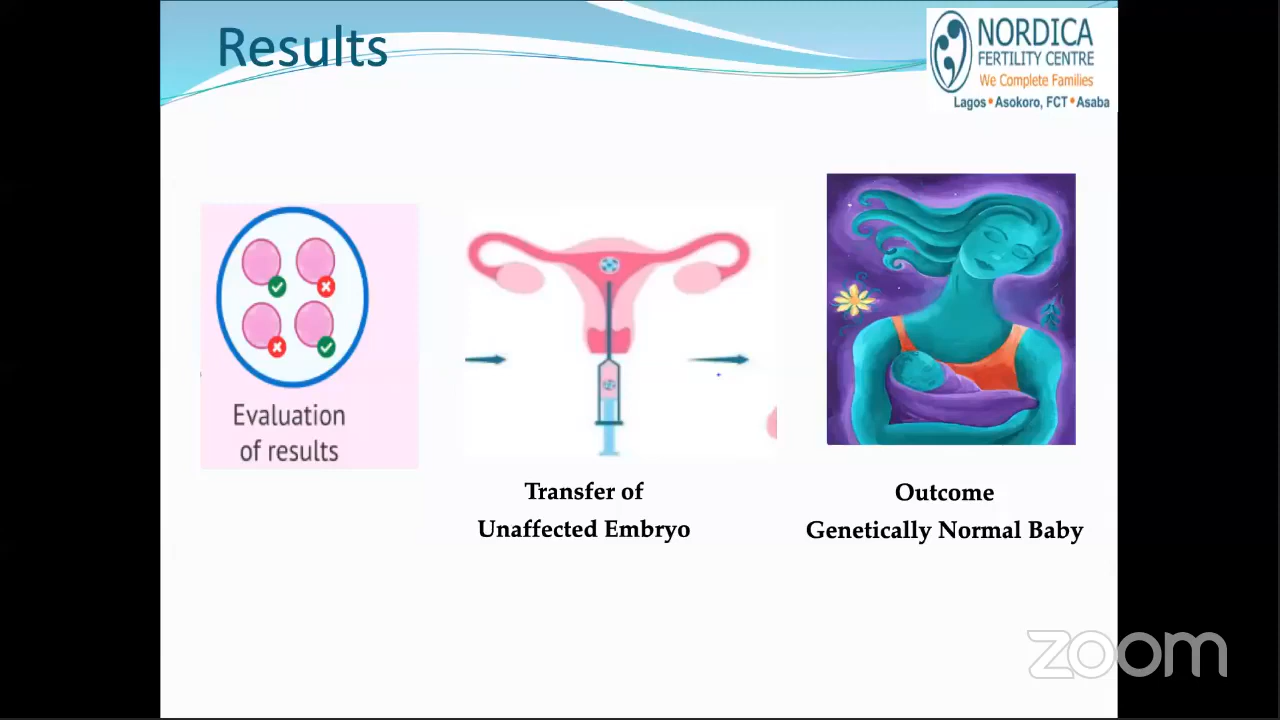 Results
NORDICA
FERTILITY CENTRE
We Complete Families
Lagos • Asokoro, FCT • Asaba
Evaluation
of results
Transfer of
Unaffected Embryo
Outcome
Genetically Normal Baby
zoom